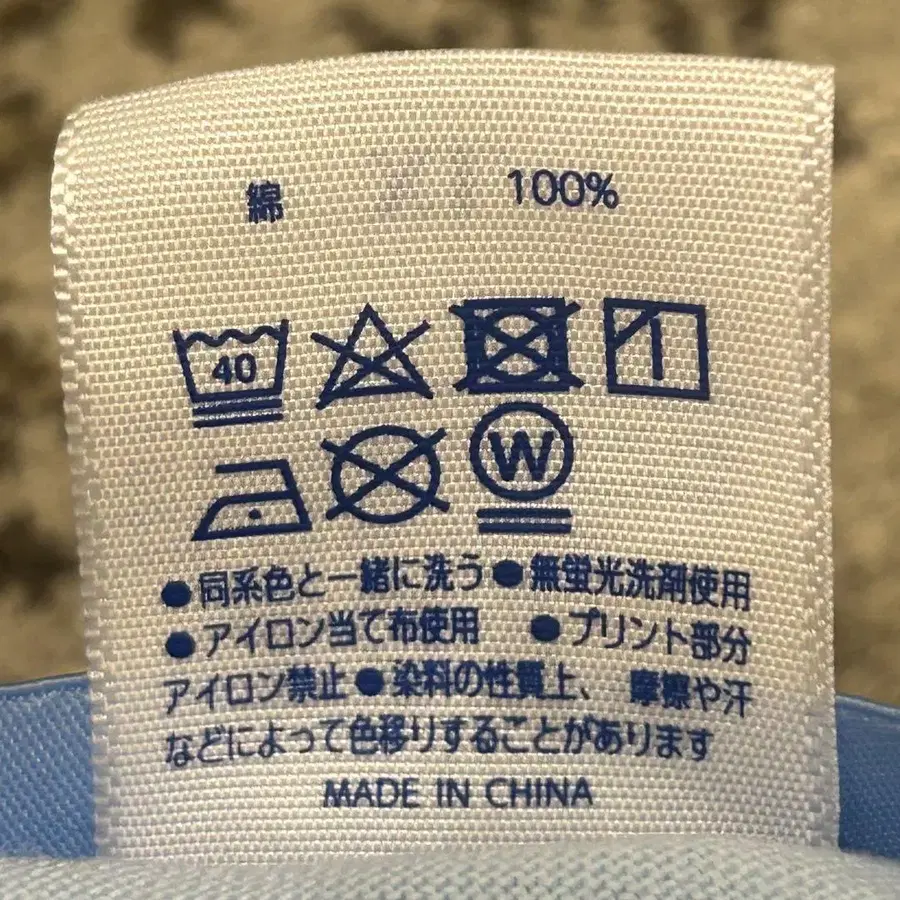 綿 100%
40
W
●同系色と一緒に洗う●無蛍光洗剤使用
●アイロン当て布使用 ●プリント部分
アイロン禁止●染料の性質上、摩擦や汗
などによって色移りすることがあります
MADE IN CHINA